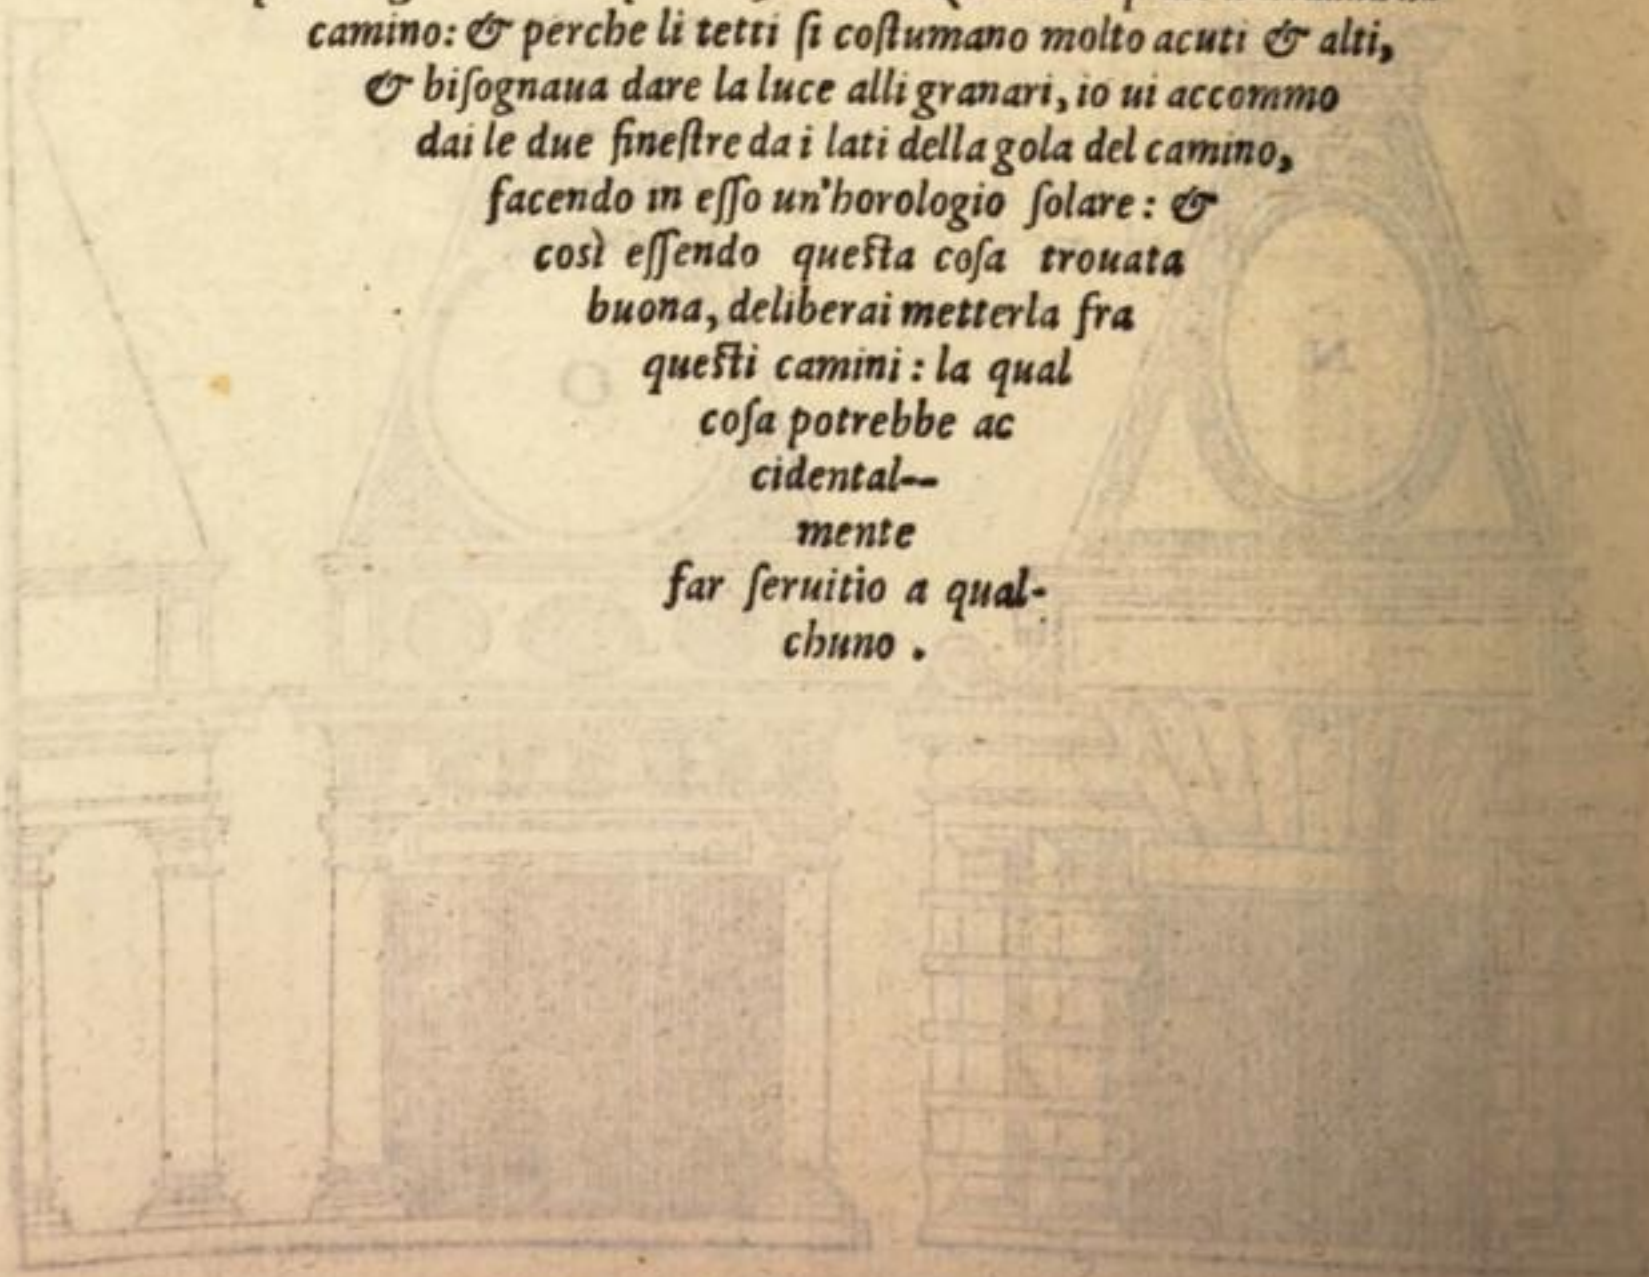 camino: & perche li tetti ſi coſtumano molto acuti & alti,
& biſognaua dare la luce alli granari, io ui accommo
dai le due fineſtre da i lati della gola del camino,
facendo in eſſo un'horologio ſolare: &
così eſſendo queſta coſa trouata
buona, deliberai metterla fra
queſti camini: la qual
coſa potrebbe ac
cidental--
mente
far ſeruitio a qual-
chuno .
O
N